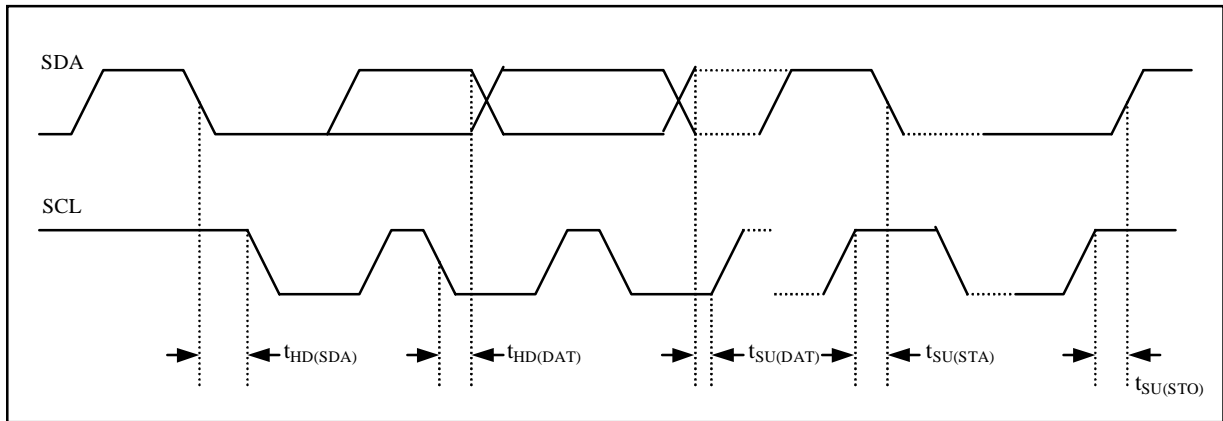 SDA
SCL
tHD(SDA)
tHD(DAT)
tSU(DAT)
tSU(STA)
tSU(STO)